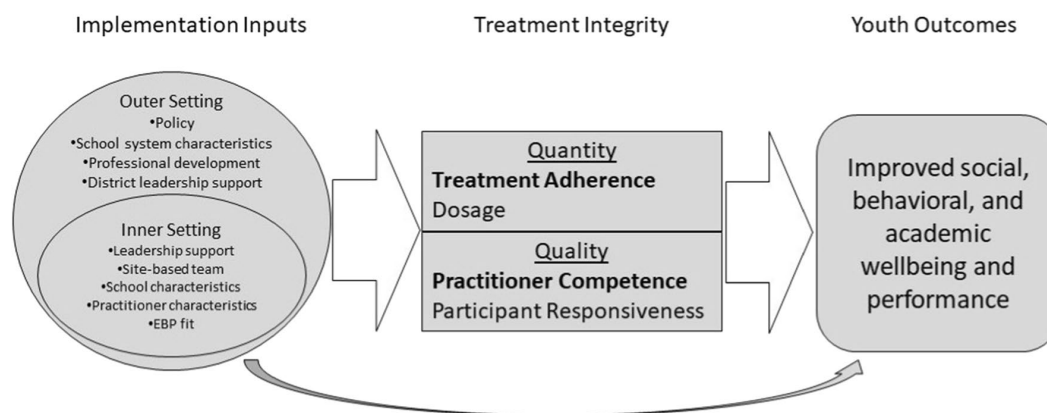 Implementation Inputs
Treatment Integrity
Youth Outcomes
Outer Setting
•Policy
•School system characteristics
•Professional development
•District leadership support
Inner Setting
•Leadership support
•Site-based team
•School characteristics
•Practitioner characteristics
•EBP fit
Quantity
Treatment Adherence
Dosage
Quality
Practitioner Competence
Participant Responsiveness
Improved social,
behavioral, and
academic
wellbeing and
performance